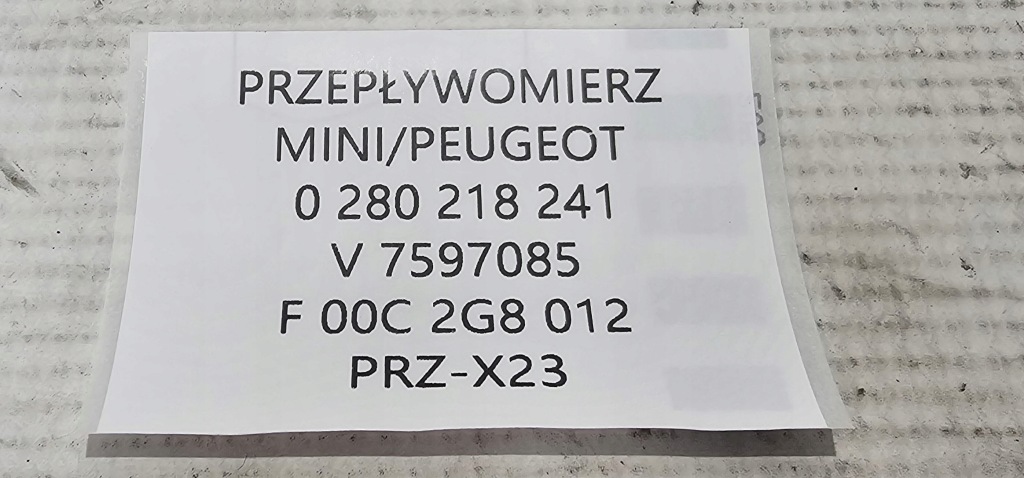 PRZEPŁYWOMIERZ
MINI/PEUGEOT
0 280 218 241
V 7597085
F 00C 2G8 012
PRZ-X23